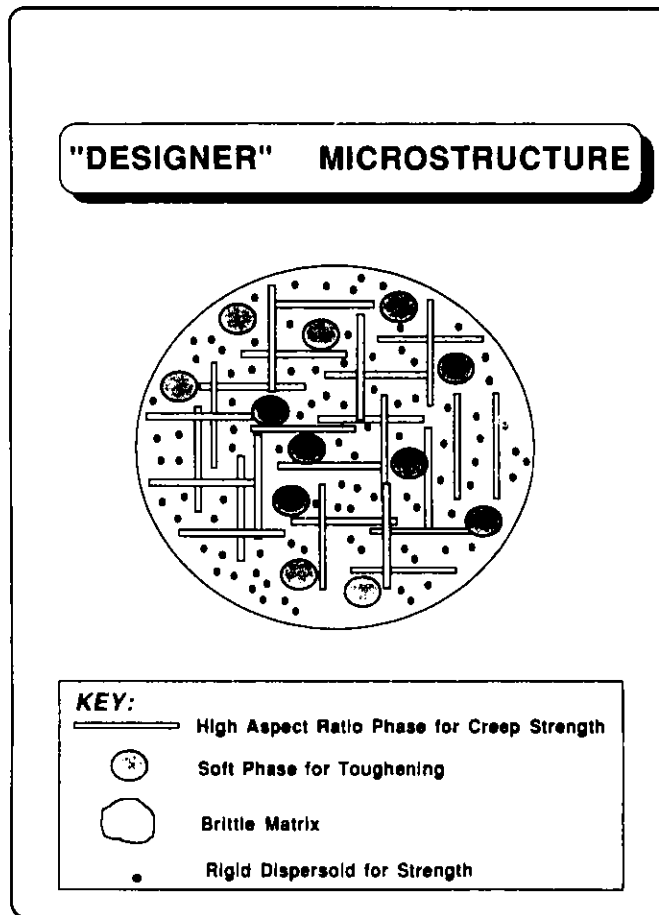 "DESIGNER" MICROSTRUCTURE
KEY:
High Aspect Ratio Phase for Creep Strength
Soft Phase for Toughening
Brittle Matrix
Rigid Dispersoid for Strength